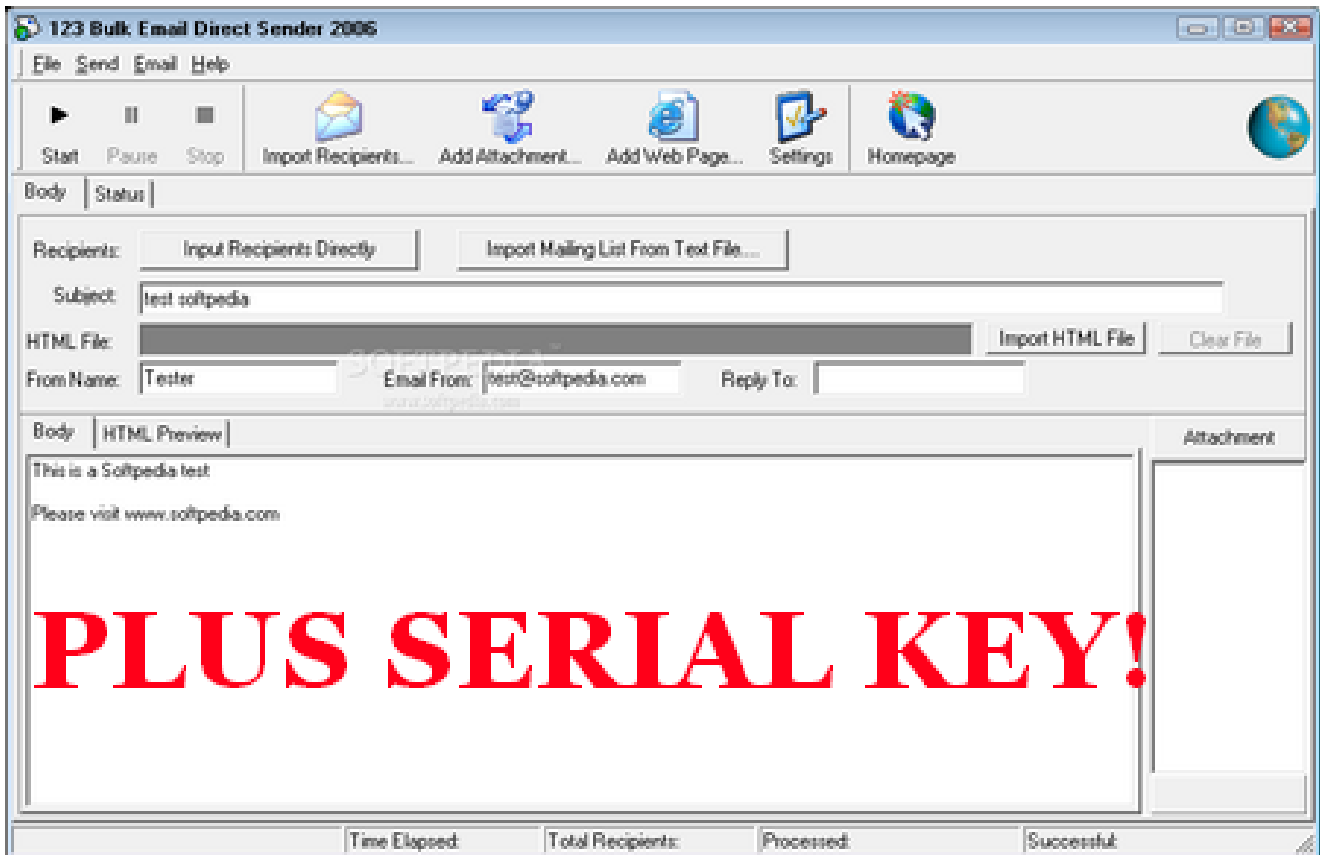 123 Bulk Email Direct Sender 2006
File Send Email Help
Start Pause Stop Import Recipients... Add Attachment... Add Web Page... Settings Homepage
Body Status
Recipients: Input Recipients Directly Import Mailing List From Text File....
Subject: test softpedia
HTML File: Import HTML File Clear File
SOFTPEDIA
From Name: Tester Email From: test@softpedia.com Reply To:
www.softpedia.com
Body HTML Preview Attachment
This is a Softpedia test
Please visit www.softpedia.com
PLUS SERIAL KEY!
Time Elapsed: Total Recipients: Processed: Successful: